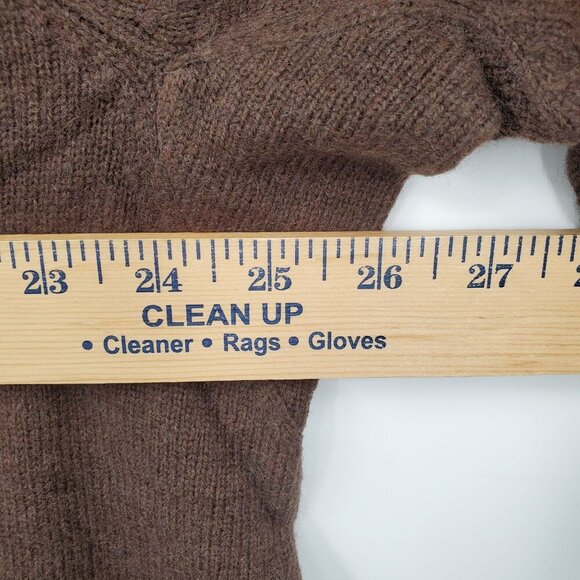 23 24 25 26 27
CLEAN UP
• Cleaner • Rags • Gloves